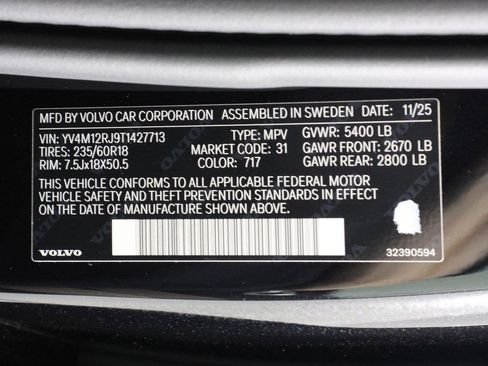 MFD BY VOLVO CAR CORPORATION ASSEMBLED IN SWEDEN DATE: 11/25
VIN: YV4M12RJ9T1427713 TYPE: MPV GVWR: 5400 LB
TIRES: 235/60R18 MARKET CODE: 31 GAWR FRONT: 2670 LB
RIM: 7.5Jx18X50.5 COLOR: 717 GAWR REAR: 2800 LB
THIS VEHICLE CONFORMS TO ALL APPLICABLE FEDERAL MOTOR
VEHICLE SAFETY AND THEFT PREVENTION STANDARDS IN EFFECT
ON THE DATE OF MANUFACTURE SHOWN ABOVE.
VOLVO 32390594